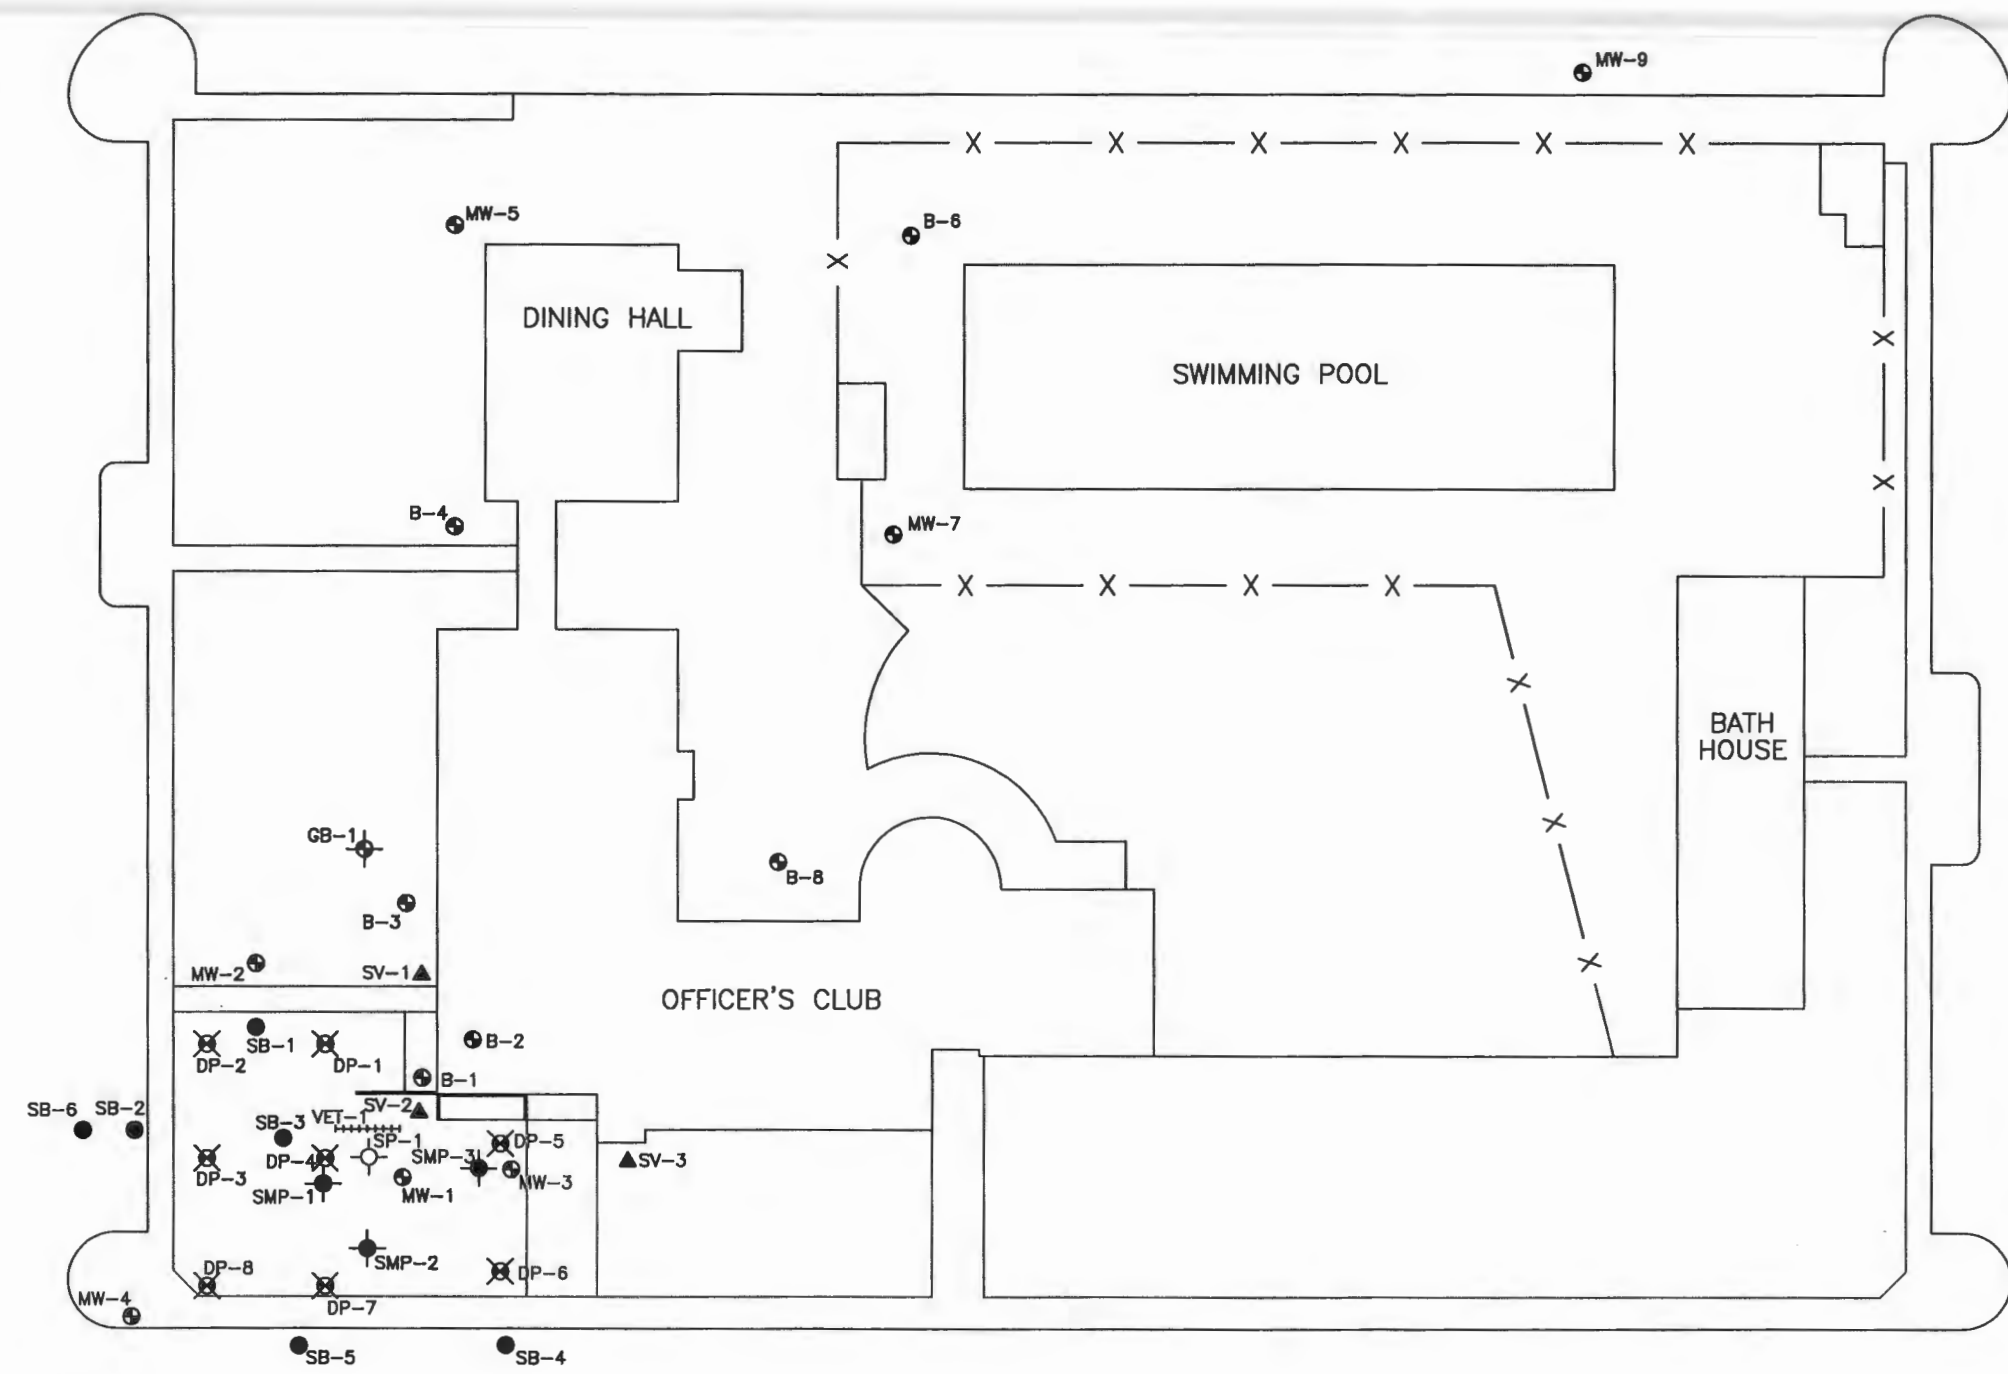 MW-9
MW-5
B-6
DINING HALL
SWIMMING POOL
B-4
MW-7
BATH
HOUSE
GB-1
B-8
B-3
MW-2
SV-1
OFFICER'S CLUB
B-2
SB-1
DP-2
DP-1
B-1
SB-6
SB-2
SB-3
VET-1
SV-2
SP-1
SMP-3
DP-5
DP-4
DP-3
SV-3
MW-3
SMP-1
MW-1
SMP-2
DP-8
DP-6
MW-4
DP-7
SB-5
SB-4